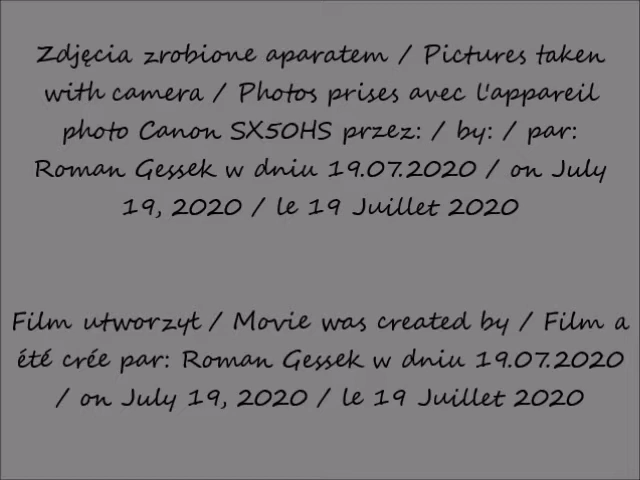 Zdjęcia zrobione aparatem / Pictures taken
with camera / Photos prises avec l'appareil
photo Canon SX50HS przez: / by: / par:
Roman Gessek w dniu 19.07.2020 / on July
19, 2020 / le 19 Juillet 2020
Film utworzył / Movie was created by / Film a
été crée par: Roman Gessek w dniu 19.07.2020
/ on July 19, 2020 / le 19 Juillet 2020